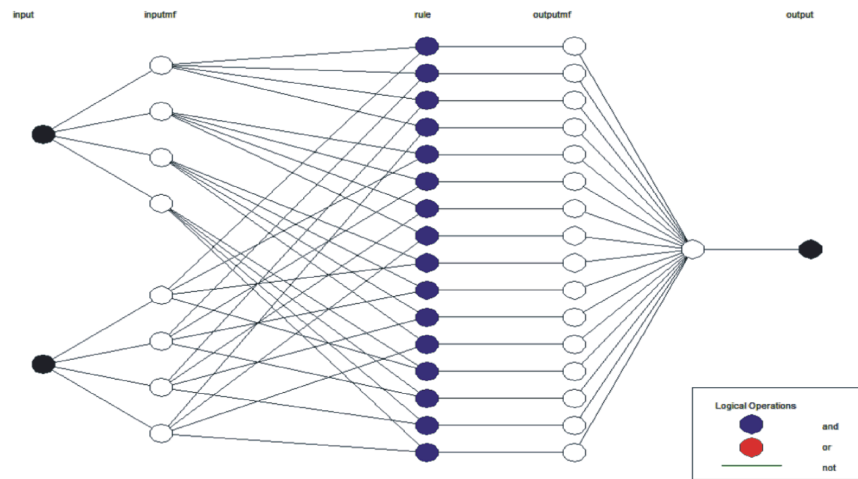 input inputmf rule outputmf output
Logical Operations
and
or
not